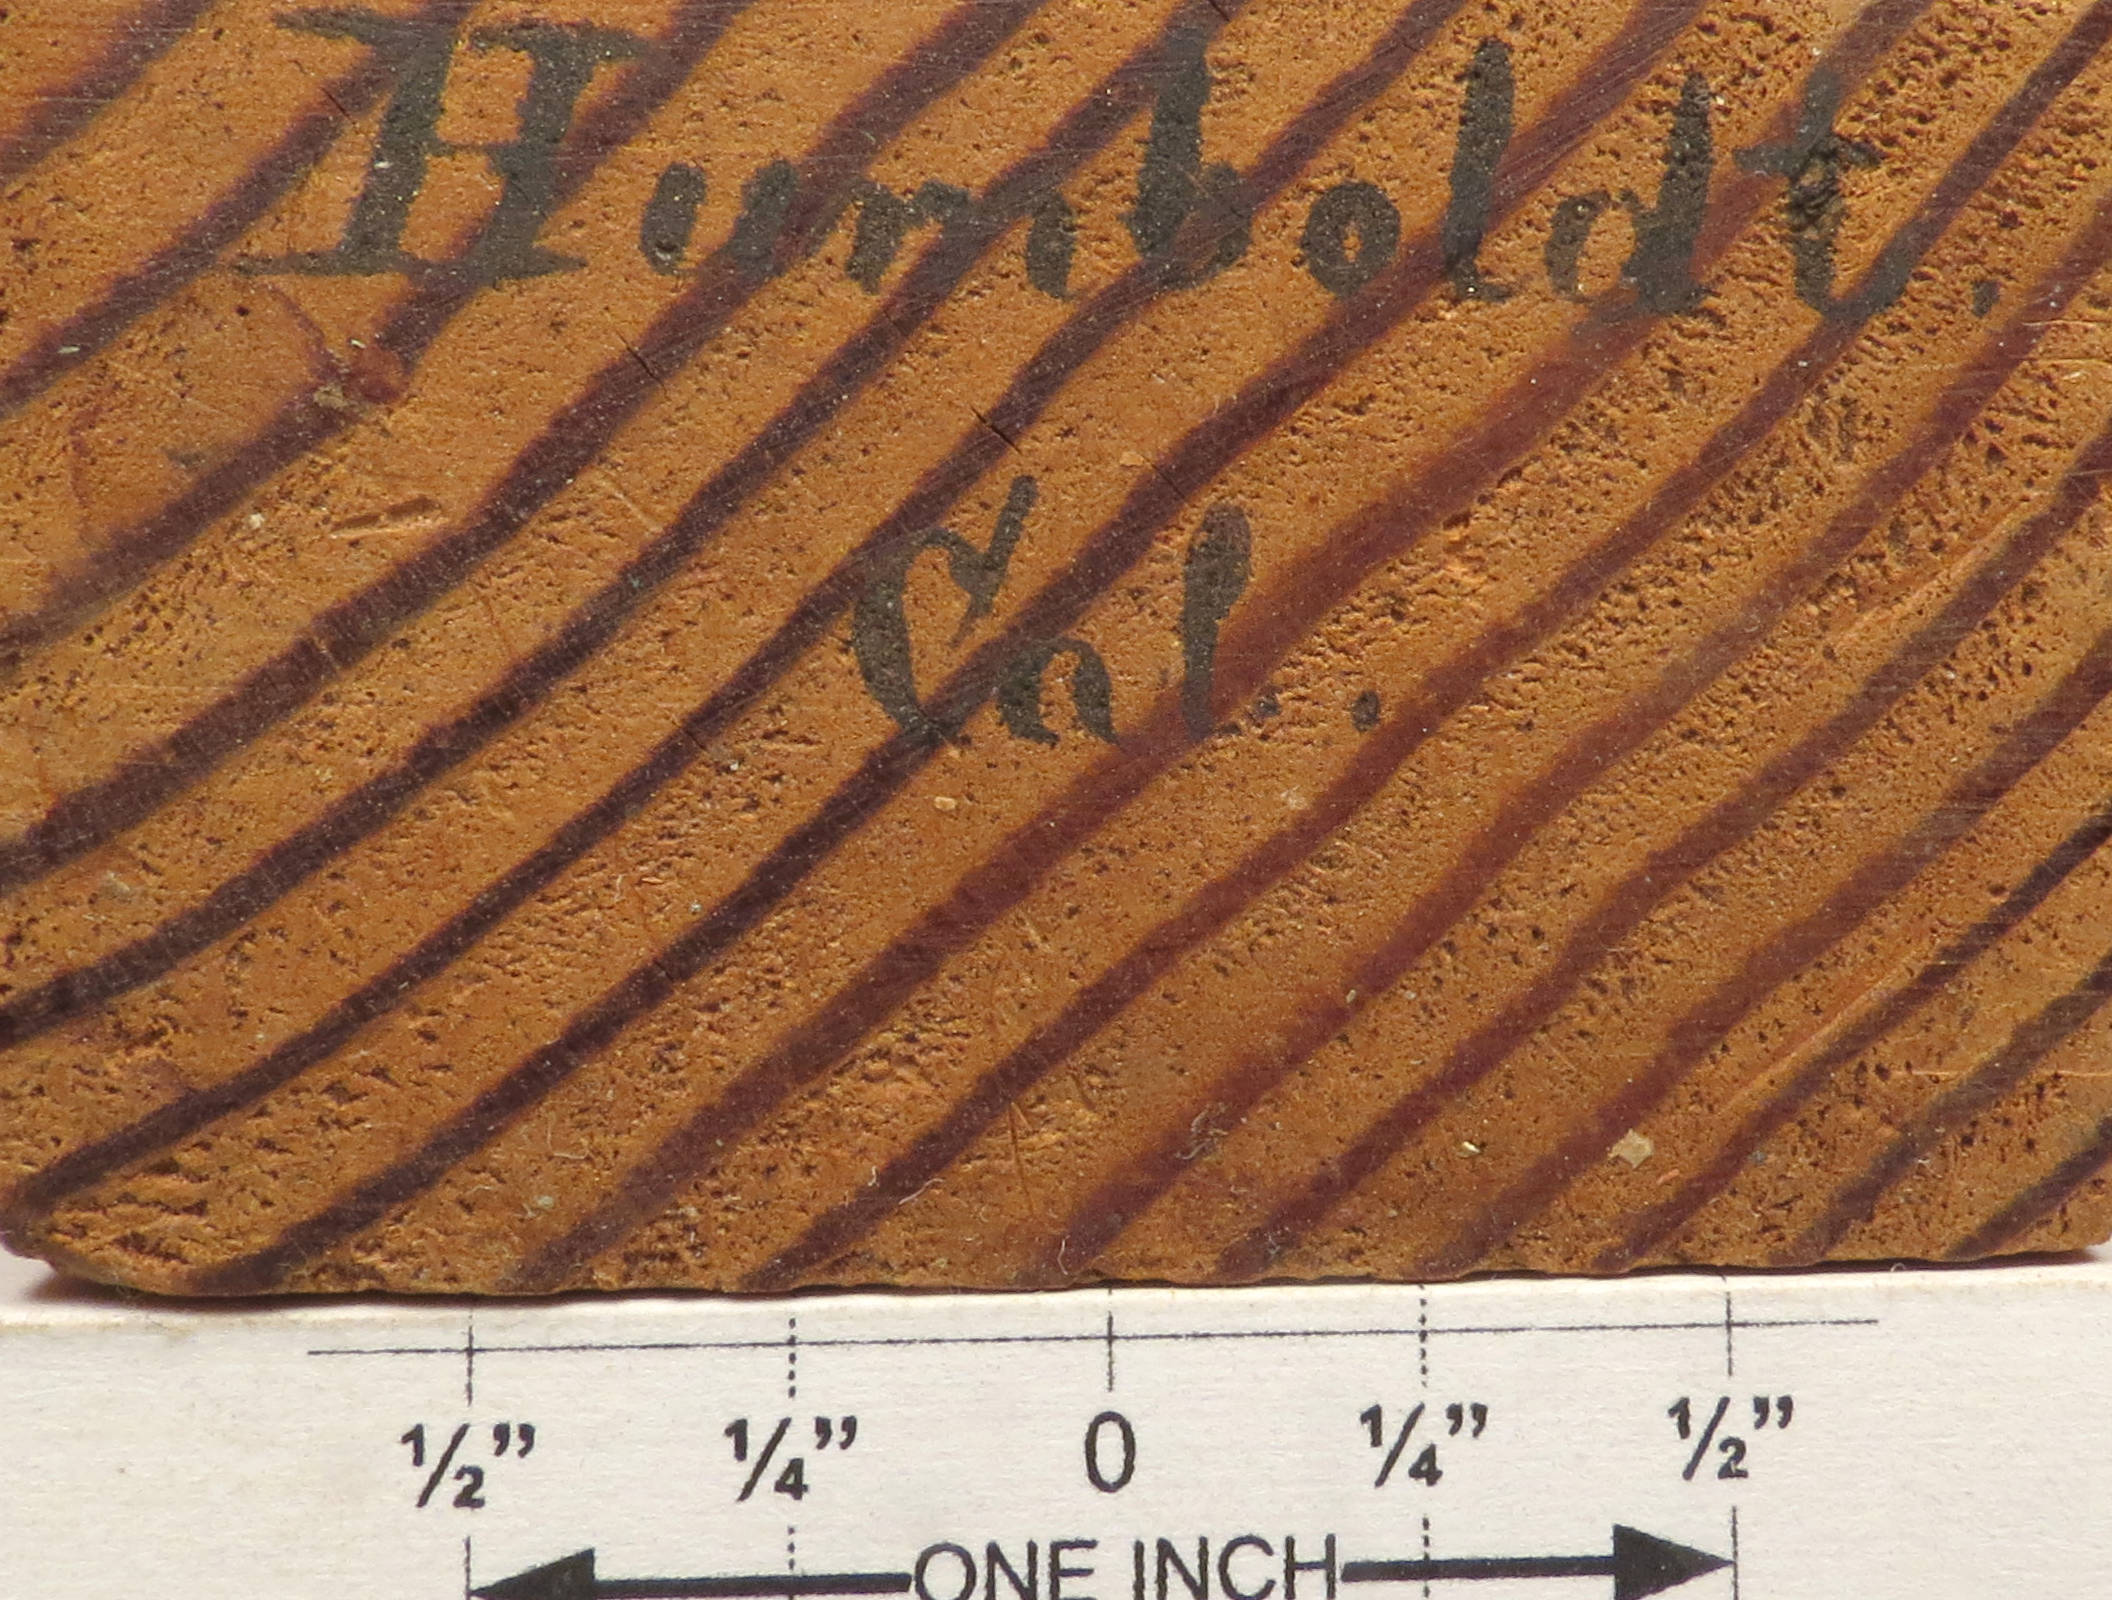 Humboldt.
Cal..
½” ¼” 0 ¼” ½”
ONE INCH